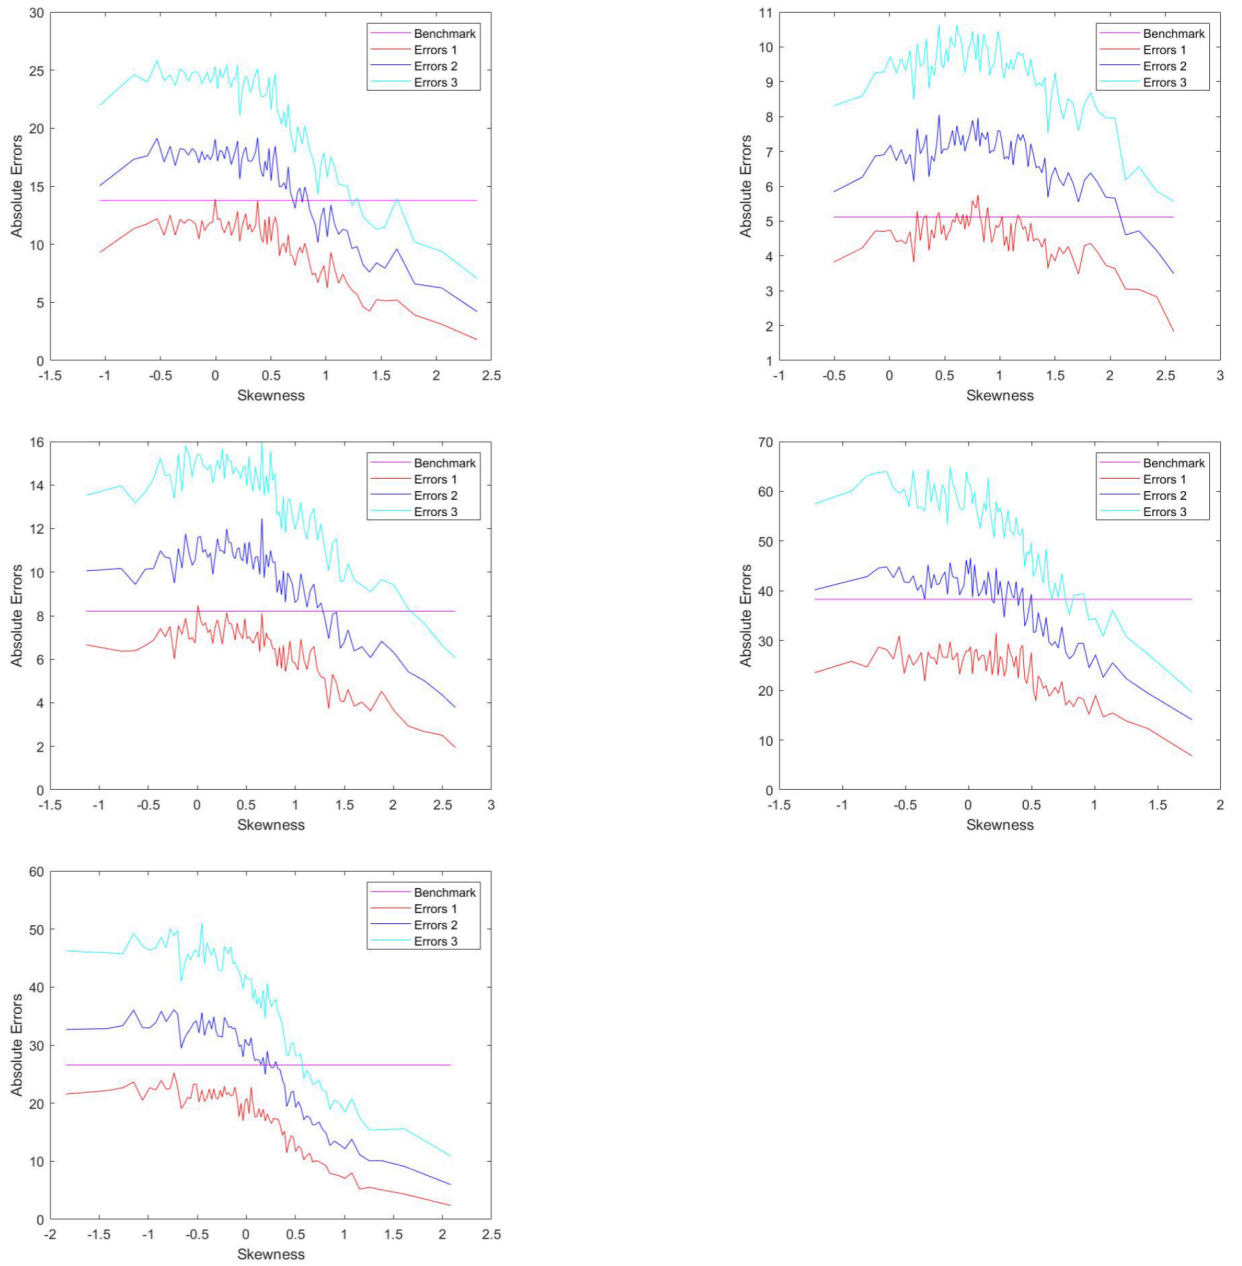 30
25
20
15
10
5
0
Absolute Errors
-1.5 -1 -0.5 0 0.5 1 1.5 2 2.5
Skewness
Benchmark
Errors 1
Errors 2
Errors 3
11
10
9
8
7
6
5
4
3
2
1
Absolute Errors
-1 -0.5 0 0.5 1 1.5 2 2.5 3
Skewness
Benchmark
Errors 1
Errors 2
Errors 3
16
14
12
10
8
6
4
2
0
Absolute Errors
-1.5 -1 -0.5 0 0.5 1 1.5 2 2.5 3
Skewness
Benchmark
Errors 1
Errors 2
Errors 3
70
60
50
40
30
20
10
0
Absolute Errors
-1.5 -1 -0.5 0 0.5 1 1.5 2
Skewness
Benchmark
Errors 1
Errors 2
Errors 3
60
50
40
30
20
10
0
Absolute Errors
-2 -1.5 -1 -0.5 0 0.5 1 1.5 2 2.5
Skewness
Benchmark
Errors 1
Errors 2
Errors 3